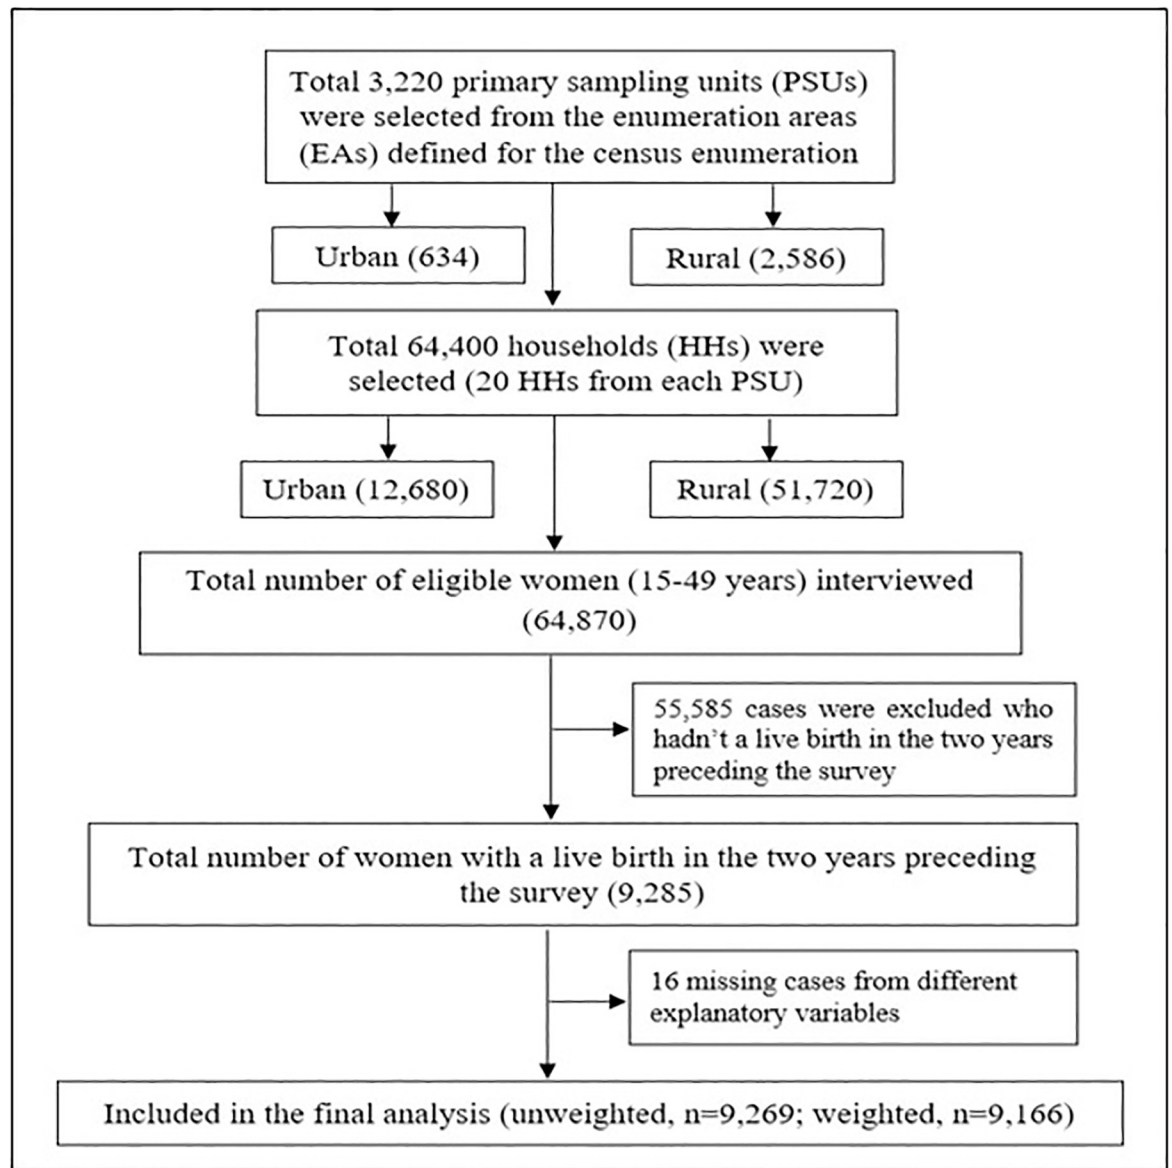 Total 3,220 primary sampling units (PSUs)
were selected from the enumeration areas
(EAs) defined for the census enumeration
Urban (634)
Rural (2,586)
Total 64,400 households (HHs) were
selected (20 HHs from each PSU)
Urban (12,680)
Rural (51,720)
Total number of eligible women (15-49 years) interviewed
(64,870)
55,585 cases were excluded who
hadn't a live birth in the two years
preceding the survey
Total number of women with a live birth in the two years preceding
the survey (9,285)
16 missing cases from different
explanatory variables
Included in the final analysis (unweighted, n=9,269; weighted, n=9,166)